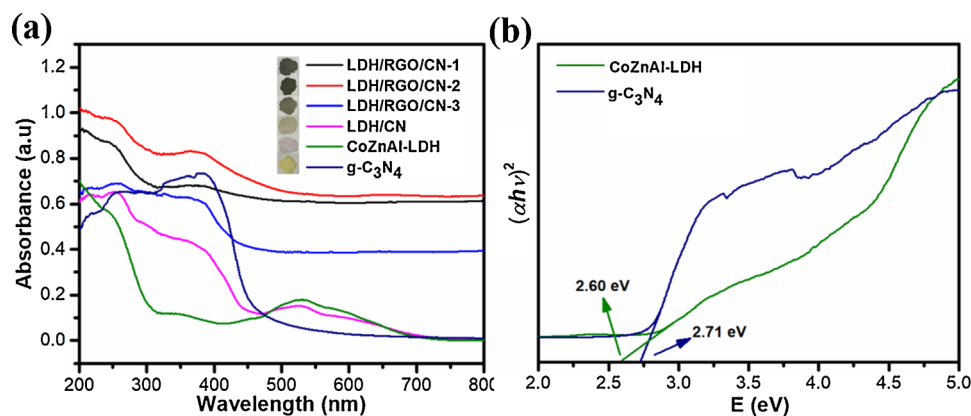 (a)
Absorbance (a.u)
1.2
1.0
0.8
0.6
0.4
0.2
0.0
200
300
400
500
600
700
800
Wavelength (nm)
LDH/RGO/CN-1
LDH/RGO/CN-2
LDH/RGO/CN-3
LDH/CN
CoZnAl-LDH
g-C₃N₄
(b)
(αhν)²
CoZnAl-LDH
g-C₃N₄
2.60 eV
2.71 eV
2.0
2.5
3.0
3.5
4.0
4.5
5.0
E (eV)